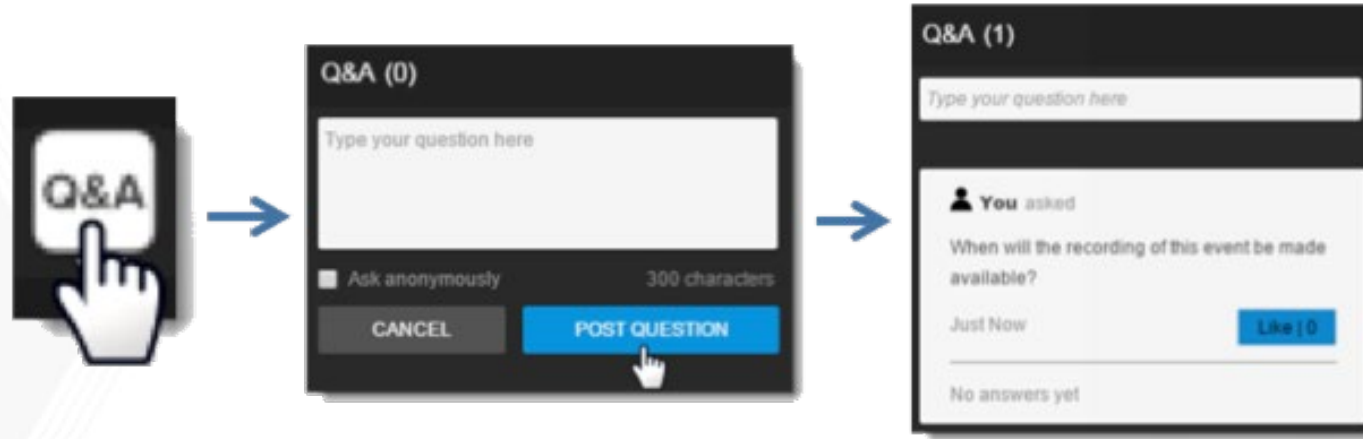 Q&A
Q&A (0)
Type your question here
Ask anonymously
300 characters
CANCEL
POST QUESTION
Q&A (1)
Type your question here
You asked
When will the recording of this event be made
available?
Just Now
Like | 0
No answers yet